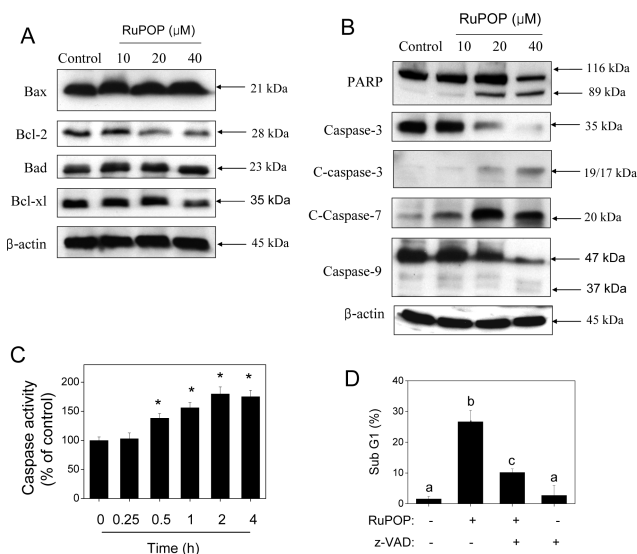 A
RuPOP (µM)
Control 10 20 40
Bax 21 kDa
Bcl-2 28 kDa
Bad 23 kDa
Bcl-xl 35 kDa
β-actin 45 kDa
B
RuPOP (µM)
Control 10 20 40
PARP 116 kDa
89 kDa
Caspase-3 35 kDa
C-caspase-3 19/17 kDa
C-Caspase-7 20 kDa
Caspase-9 47 kDa
37 kDa
β-actin 45 kDa
C
Caspase activity
(% of control)
200
150
100
50
0
* * * *
0 0.25 0.5 1 2 4
Time (h)
D
Sub G1 (%)
40
30
20
10
0
a b c a
RuPOP: - + + -
z-VAD: - - + +